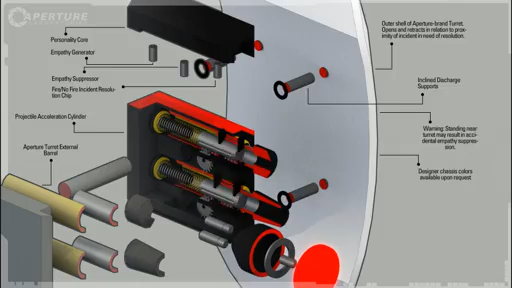 APERTURE
Personality Core
Empathy Generator
Empathy Suppressor
Fire/No Fire Incident Resolu-
tion Chip
Projectile Acceleration Cylinder
Aperture Turret External
Barrel
Outer shell of Aperture-brand Turret.
Opens and retracts in relation to prox-
imity of incident in need of resolution.
Inclined Discharge
Supports
Warning: Standing near
turret may result in acci-
dental empathy suppres-
sion.
Designer chassis colors
available upon request